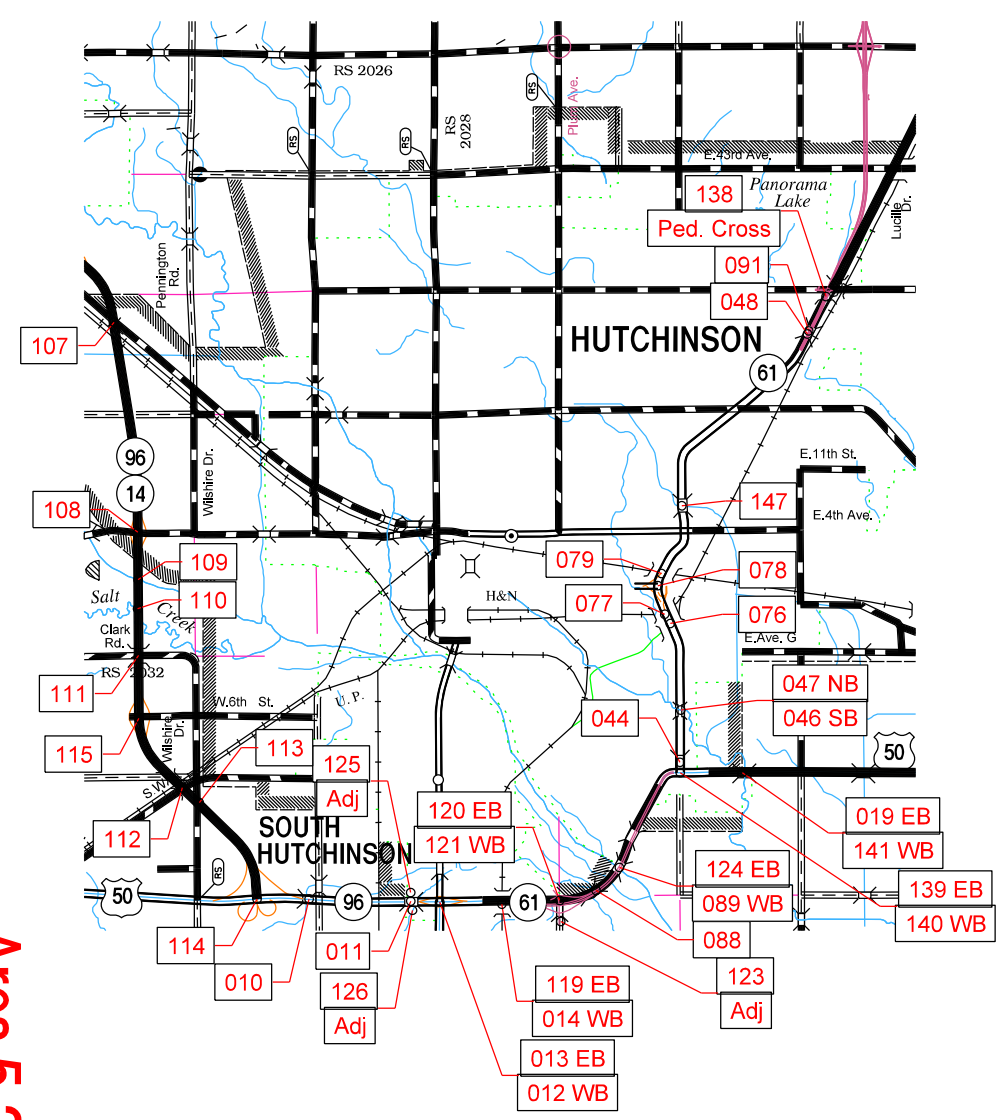 RS 2026
RS
RS
2028
Plum Ave.
RS
RS
E.43rd Ave.
138
Panorama
Lake
Ped. Cross
Lucille
Dr.
091
Pennington
Rd.
048
107
HUTCHINSON
61
96
E.11th St.
14
Wilshire Dr.
147
108
E.4th Ave.
109
079
078
110
Salt
Creek
077
H&N
076
Clark
Rd.
E.Ave. G
RS 2032
111
047 NB
U. P.
W.6th St.
044
046 SB
115
Wilshire
Dr.
113
125
50
Adj
S.W.
120 EB
019 EB
112
SOUTH
HUTCHINSON
121 WB
141 WB
124 EB
RS
139 EB
50
96
61
089 WB
140 WB
114
011
088
010
126
119 EB
123
Adj
014 WB
Adj
013 EB
012 WB